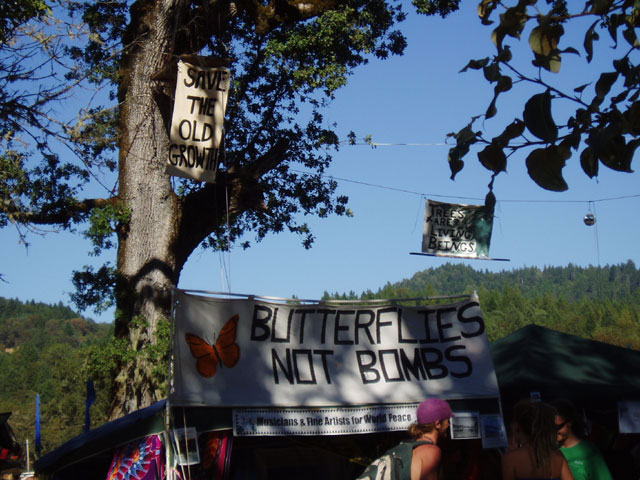 SAVE
THE
OLD
GROWTH
TREES
ARE
LIVING
BEINGS
BUTTERFLIES
NOT BOMBS
Musicians & Fine Artists for World Peace